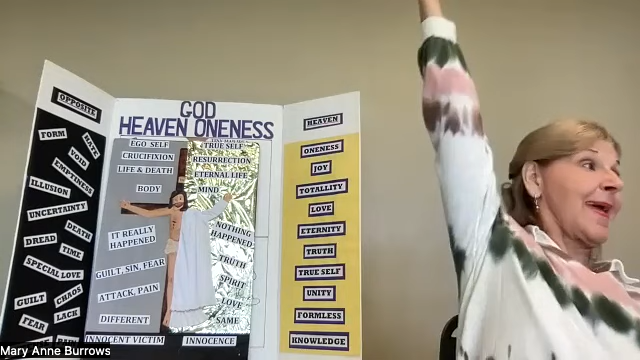 OPPOSITE
FORM
HATE
VOID
EMPTINESS
ILLUSION
UNCERTAINTY
DEATH
DREAD
TIME
SPECIAL LOVE
GUILT
CHAOS
LACK
FEAR
GOD
HEAVEN ONENESS
EGO SELF
CRUCIFIXION
LIFE & DEATH
BODY
IT REALLY
HAPPENED
GUILT, SIN, FEAR
ATTACK, PAIN
DIFFERENT
INNOCENT VICTIM
TRUE SELF
RESURRECTION
ETERNAL LIFE
MIND
NOTHING
HAPPENED
TRUTH
SPIRIT
LOVE
SAME
INNOCENCE
HEAVEN
ONENESS
JOY
TOTALLITY
LOVE
ETERNITY
TRUTH
TRUE SELF
UNITY
FORMLESS
KNOWLEDGE
Mary Anne Burrows